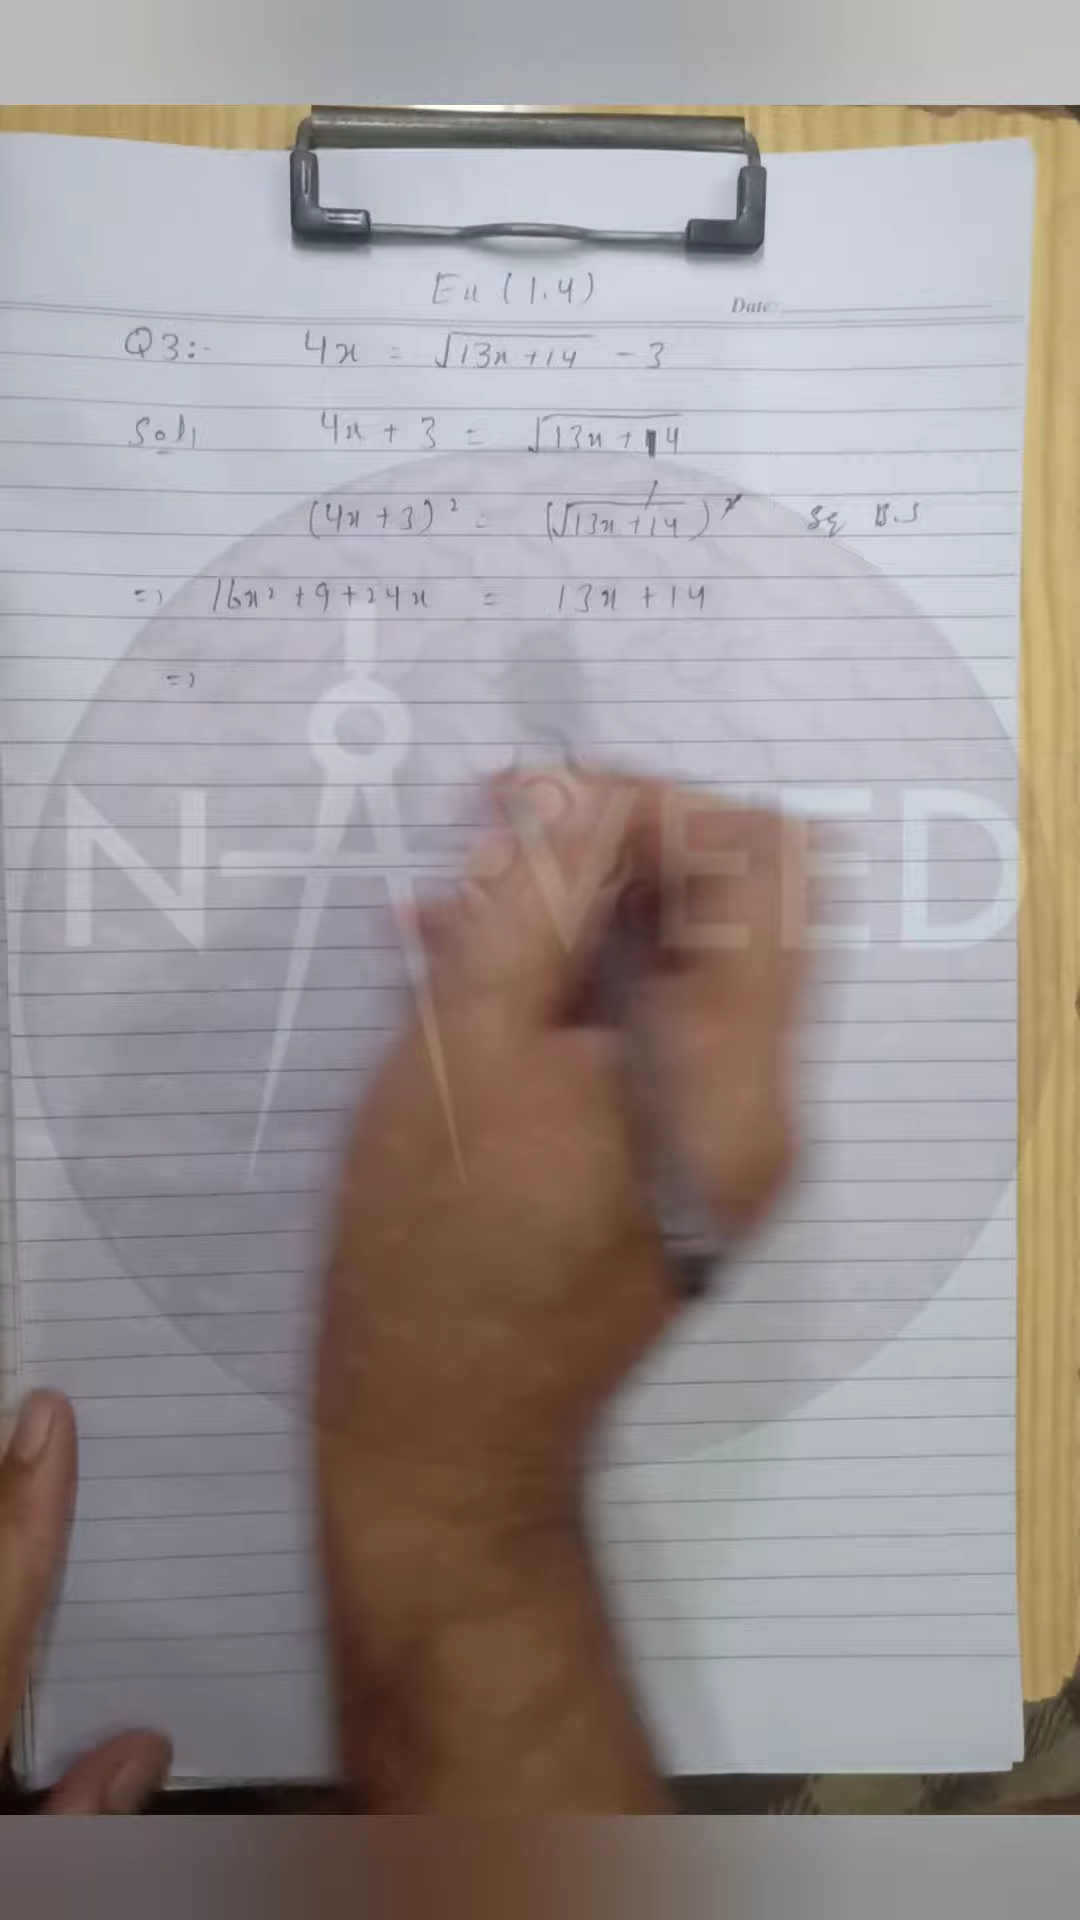 Ex (1.4)
Date:
Q3:- 4x = √13x+14 - 3
Sol: 4x + 3 = √13x + 14
(4x+3)² = (√13x+14)² Sq B.S
=> 16x² + 9 + 24x = 13x + 14
=>
NAVEED